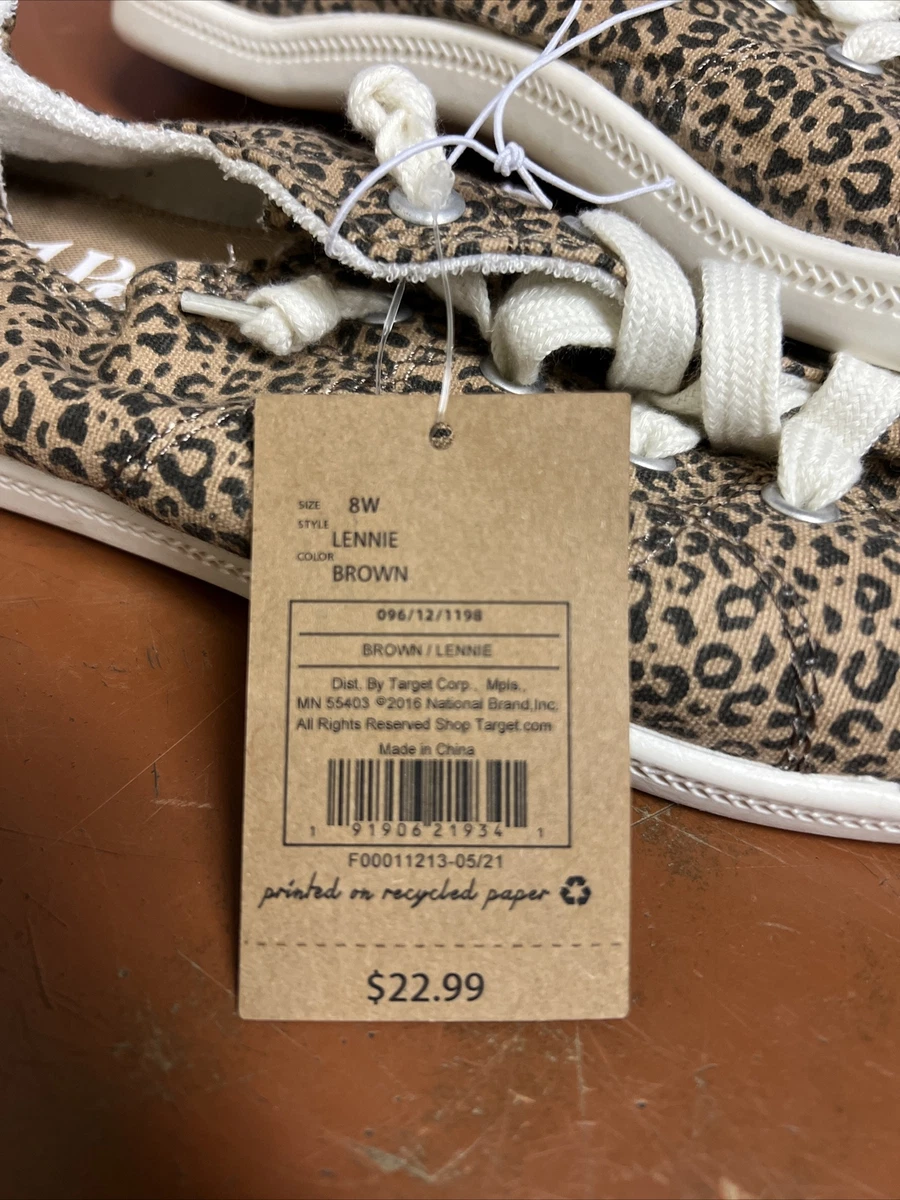 SIZE 8W
STYLE LENNIE
COLOR BROWN
096/12/1198
BROWN / LENNIE
Dist. By Target Corp., Mpls.,
MN 55403 ©2016 National Brand,Inc.
All Rights Reserved Shop Target.com
Made in China
1 91906 21934 1
F00011213-05/21
printed on recycled paper
$22.99